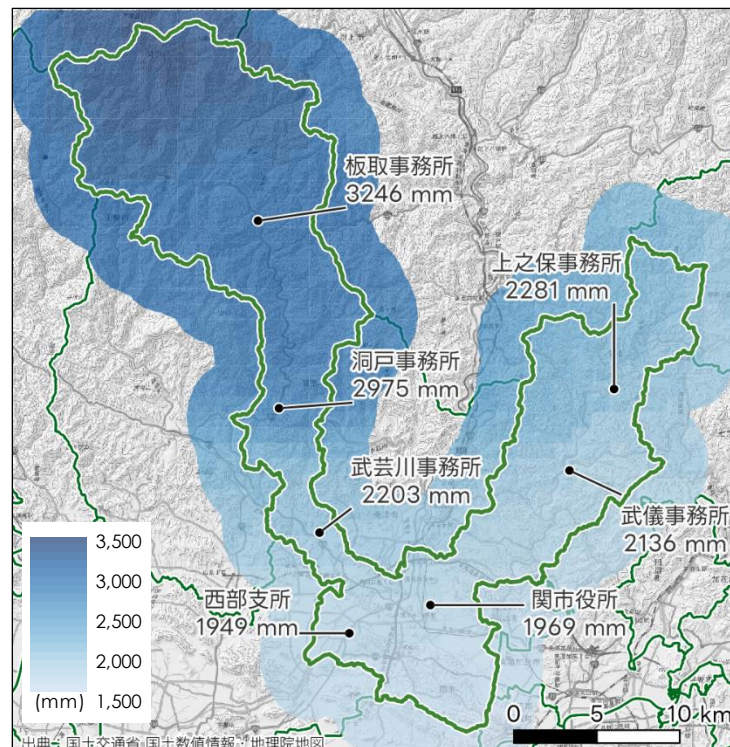 板取事務所
3246 mm
上之保事務所
2281 mm
洞戸事務所
2975 mm
武芸川事務所
2203 mm
武儀事務所
2136 mm
西部支所
1949 mm
関市役所
1969 mm
3,500
3,000
2,500
2,000
1,500
(mm)
0 5 10 km
出典：国土交通省 国土数値情報・地理院地図